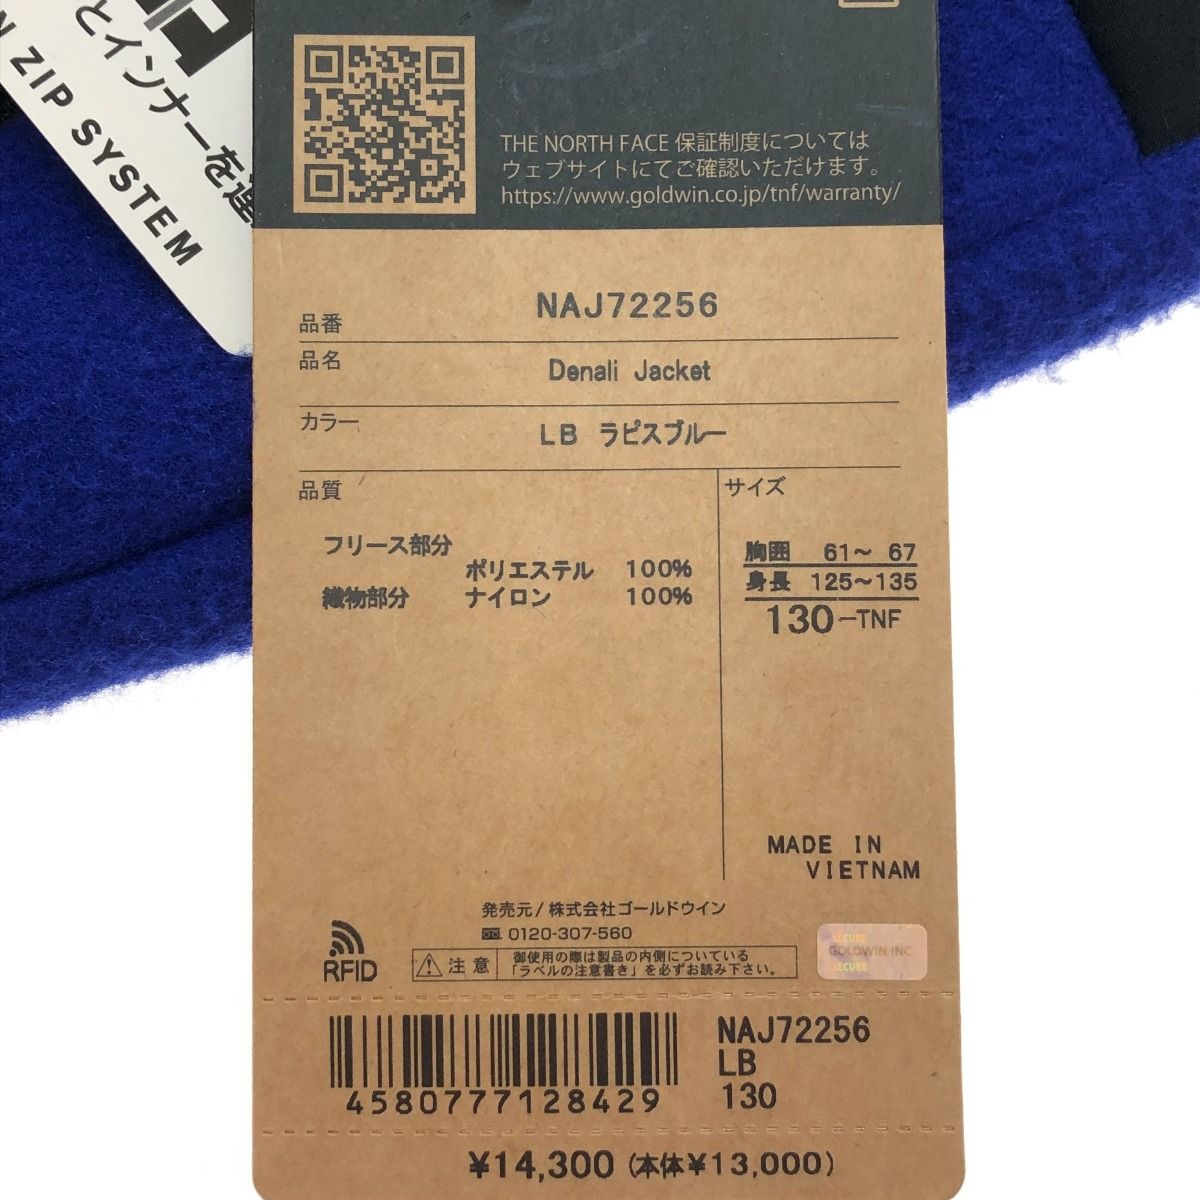 とインナーを連
N ZIP SYSTEM
THE NORTH FACE 保証制度については
ウェブサイトにてご確認いただけます。
https://www.goldwin.co.jp/tnf/warranty/
品番 NAJ72256
品名 Denali Jacket
カラー LB ラピスブルー
品質
フリース部分
ポリエステル 100%
織物部分 ナイロン 100%
サイズ
胸囲 61~ 67
身長 125~135
130-TNF
MADE IN
VIETNAM
発売元/株式会社ゴールドウイン
0120-307-560
RFID
注意
御使用の際は製品の内側についている
「ラベルの注意書き」を必ずお読み下さい。
SECURE
GOLDWIN INC
SECURE
4580777128429
NAJ72256
LB
130
¥14,300 (本体¥13,000)